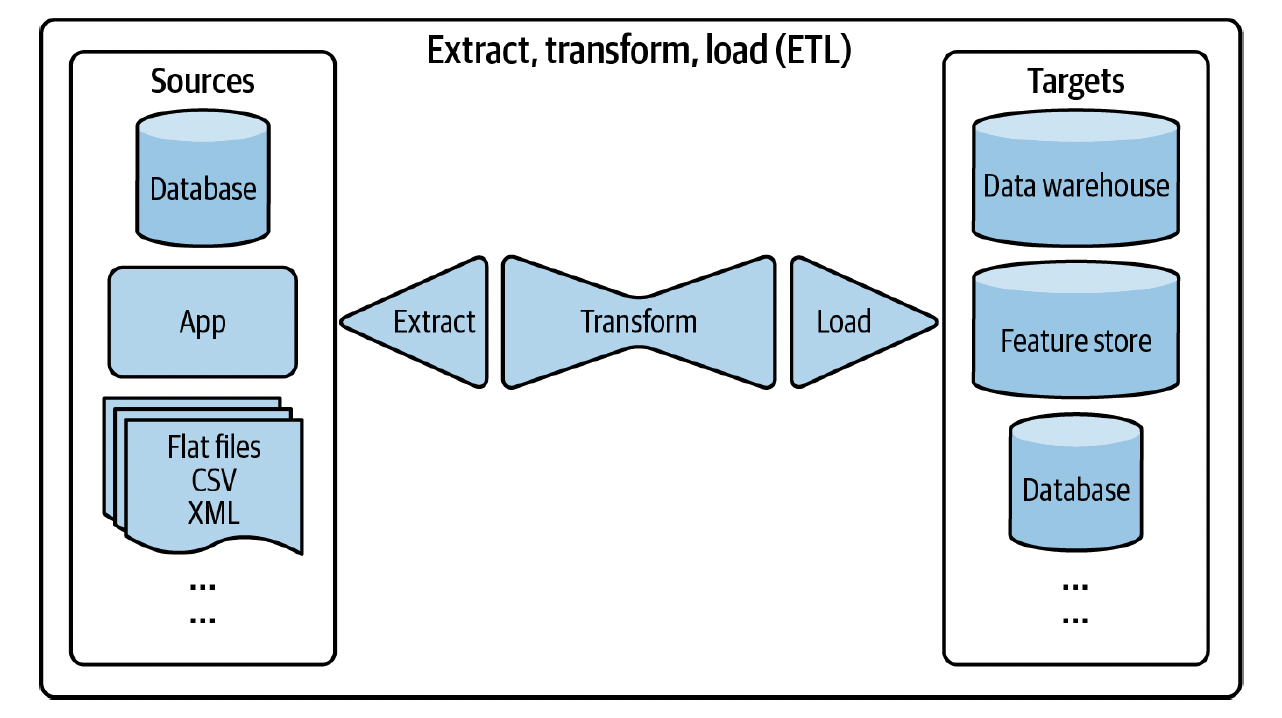 Extract, transform, load (ETL)
Sources
Database
App
Flat files
CSV
XML
...
...
Extract
Transform
Load
Targets
Data warehouse
Feature store
Database
...
...